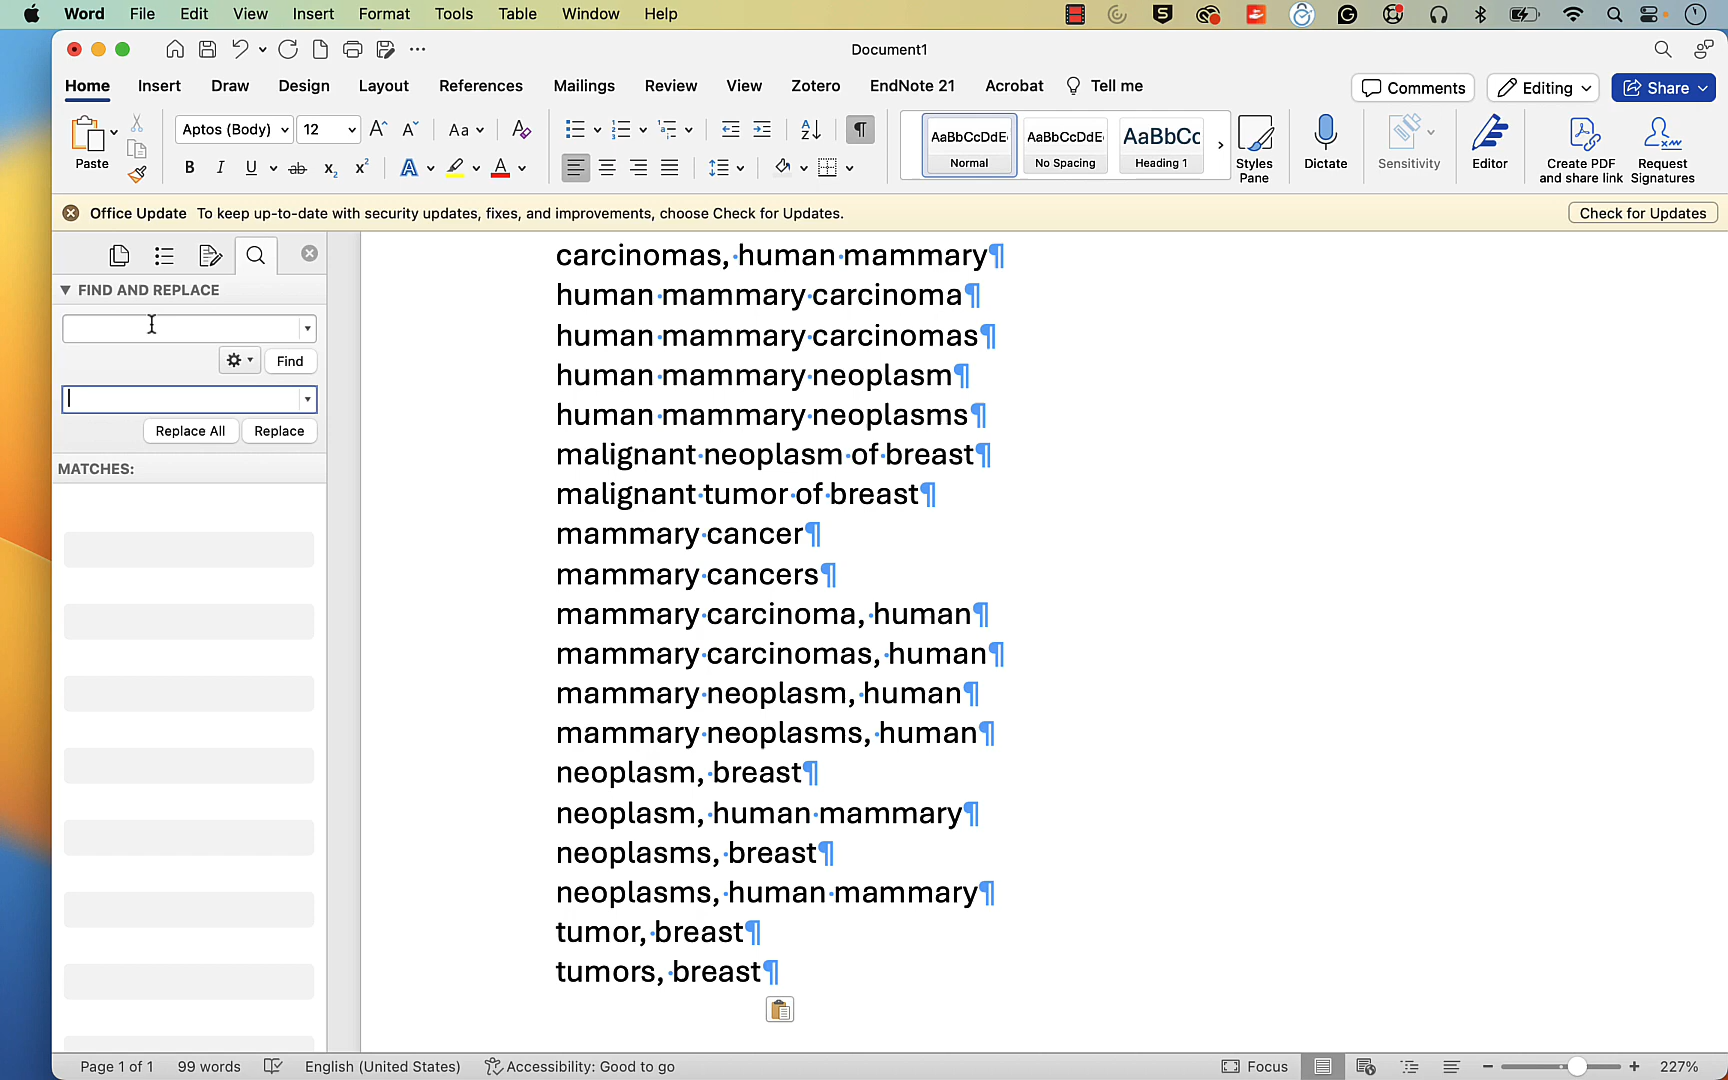 Word File Edit View Insert Format Tools Table Window Help
Document1
Home Insert Draw Design Layout References Mailings Review View Zotero EndNote 21 Acrobat Tell me Comments Editing Share
Paste Aptos (Body) 12 A^ Aˇ Aa A AaBbCcDdE AaBbCcDdE AaBbCc
B I U ab x₂ x² A A Normal No Spacing Heading 1 Styles Pane Dictate Sensitivity Editor Create PDF and share link Request Signatures
Office Update To keep up-to-date with security updates, fixes, and improvements, choose Check for Updates. Check for Updates
FIND AND REPLACE
Find
Replace All Replace
MATCHES:
carcinomas,·human·mammary¶
human·mammary·carcinoma¶
human·mammary·carcinomas¶
human·mammary·neoplasm¶
human·mammary·neoplasms¶
malignant·neoplasm·of·breast¶
malignant·tumor·of·breast¶
mammary·cancer¶
mammary·cancers¶
mammary·carcinoma,·human¶
mammary·carcinomas,·human¶
mammary·neoplasm,·human¶
mammary·neoplasms,·human¶
neoplasm,·breast¶
neoplasm,·human·mammary¶
neoplasms,·breast¶
neoplasms,·human·mammary¶
tumor,·breast¶
tumors,·breast¶
Page 1 of 1 99 words English (United States) Accessibility: Good to go Focus 227%